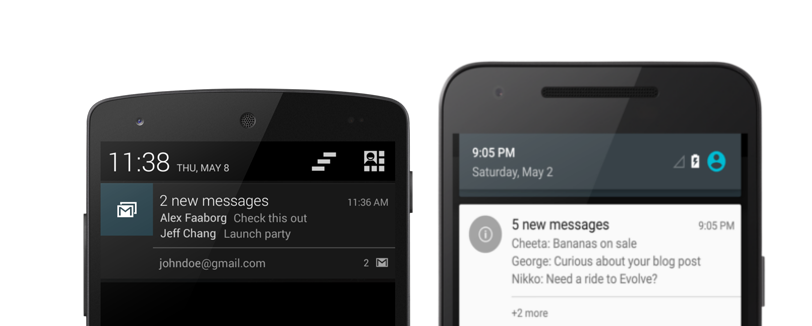 11:38 THU, MAY 8
2 new messages 11:36 AM
Alex Faaborg Check this out
Jeff Chang Launch party
johndoe@gmail.com 2
9:05 PM
Saturday, May 2
5 new messages 9:05 PM
Cheeta: Bananas on sale
George: Curious about your blog post
Nikko: Need a ride to Evolve?
+2 more